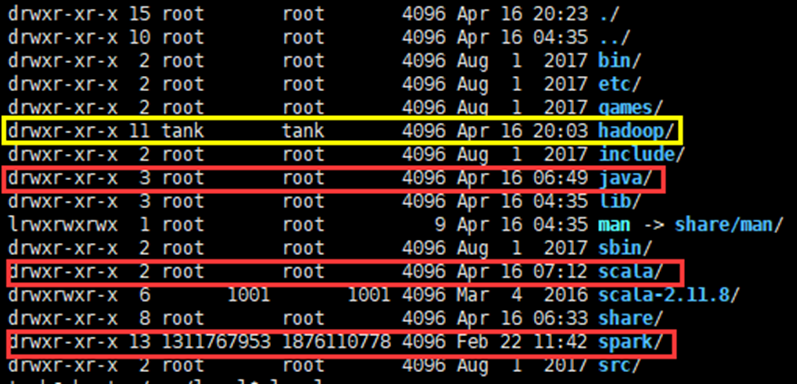 drwxr-xr-x 15 root       root       4096 Apr 16 20:23 ./
drwxr-xr-x 10 root       root       4096 Apr 16 04:35 ../
drwxr-xr-x  2 root       root       4096 Aug  1  2017 bin/
drwxr-xr-x  2 root       root       4096 Aug  1  2017 etc/
drwxr-xr-x  2 root       root       4096 Aug  1  2017 games/
drwxr-xr-x 11 tank       tank       4096 Apr 16 20:03 hadoop/
drwxr-xr-x  2 root       root       4096 Aug  1  2017 include/
drwxr-xr-x  3 root       root       4096 Apr 16 06:49 java/
drwxr-xr-x  3 root       root       4096 Apr 16 04:35 lib/
lrwxrwxrwx  1 root       root          9 Apr 16 04:35 man -> share/man/
drwxr-xr-x  2 root       root       4096 Aug  1  2017 sbin/
drwxr-xr-x  2 root       root       4096 Apr 16 07:12 scala/
drwxrwxr-x  6       1001       1001 4096 Mar  4  2016 scala-2.11.8/
drwxr-xr-x  8 root       root       4096 Apr 16 06:33 share/
drwxr-xr-x 13 1311767953 1876110778 4096 Feb 22 11:42 spark/
drwxr-xr-x  2 root       root       4096 Aug  1  2017 src/